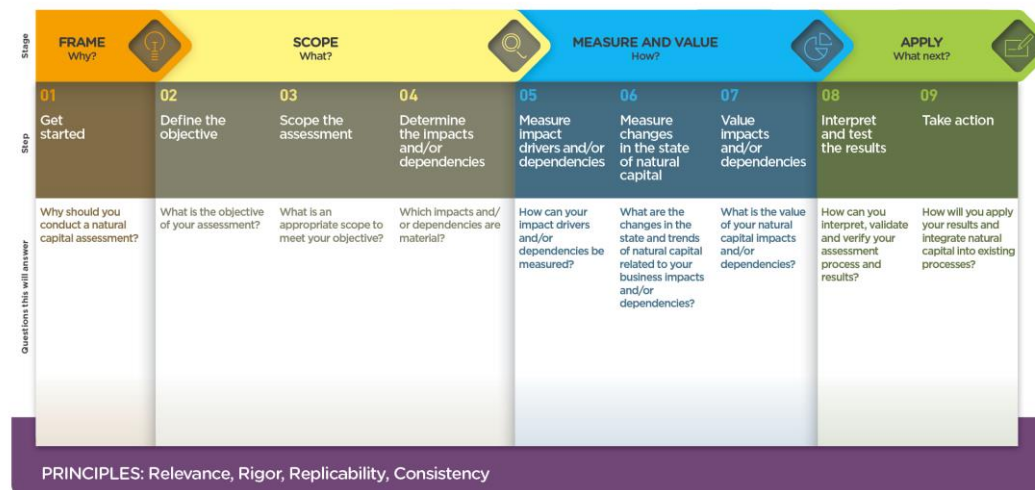 Stage
FRAME
Why?
SCOPE
What?
MEASURE AND VALUE
How?
APPLY
What next?
Step
01
Get
started
02
Define the
objective
03
Scope the
assessment
04
Determine
the impacts
and/or
dependencies
05
Measure
impact
drivers and/or
dependencies
06
Measure
changes
in the state
of natural
capital
07
Value
impacts
and/or
dependencies
08
Interpret
and test
the results
09
Take action
Questions this will answer
Why should you
conduct a natural
capital assessment?
What is the objective
of your assessment?
What is an
appropriate scope to
meet your objective?
Which impacts and/
or dependencies are
material?
How can your
impact drivers
and/or
dependencies be
measured?
What are the
changes in the
state and trends
of natural capital
related to your
business impacts
and/or
dependencies?
What is the value
of your natural
capital impacts
and/or
dependencies?
How can you
interpret, validate
and verify your
assessment
process and
results?
How will you apply
your results and
integrate natural
capital into existing
processes?
PRINCIPLES: Relevance, Rigor, Replicability, Consistency